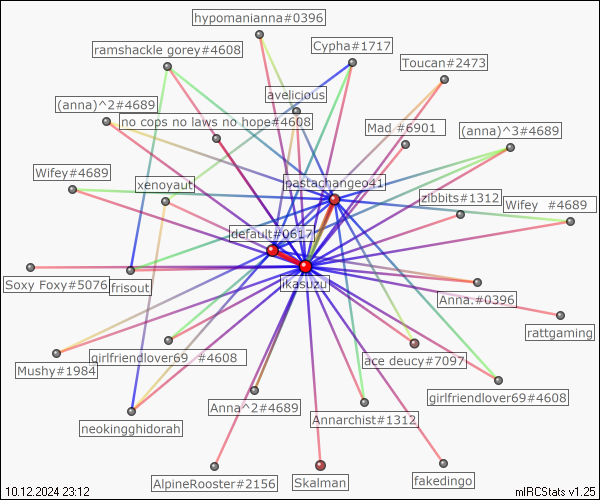 hypomanianna#0396
ramshackle gorey#4608
Cypha#1717
Toucan#2473
avelicious
(anna)^2#4689
no cops no laws no hope#4608
Mad #6901
(anna)^3#4689
Wifey#4689
xenoyaut
pastachangeo41
zfbbits#1312
Wifey #4689
default#0617
Soxy Foxy#5076
frisout
ikasuzu
Anna.#0396
rattgaming
Mushy#1984
girlfriendlover69 #4608
ace deucy#7097
girlfriendlover69#4608
neokingghidorah
Anna^2#4689
Annarchist#1312
AlpineRooster#2156
Skalman
fakedingo
10.12.2024 23:12
mIRCStats v1.25